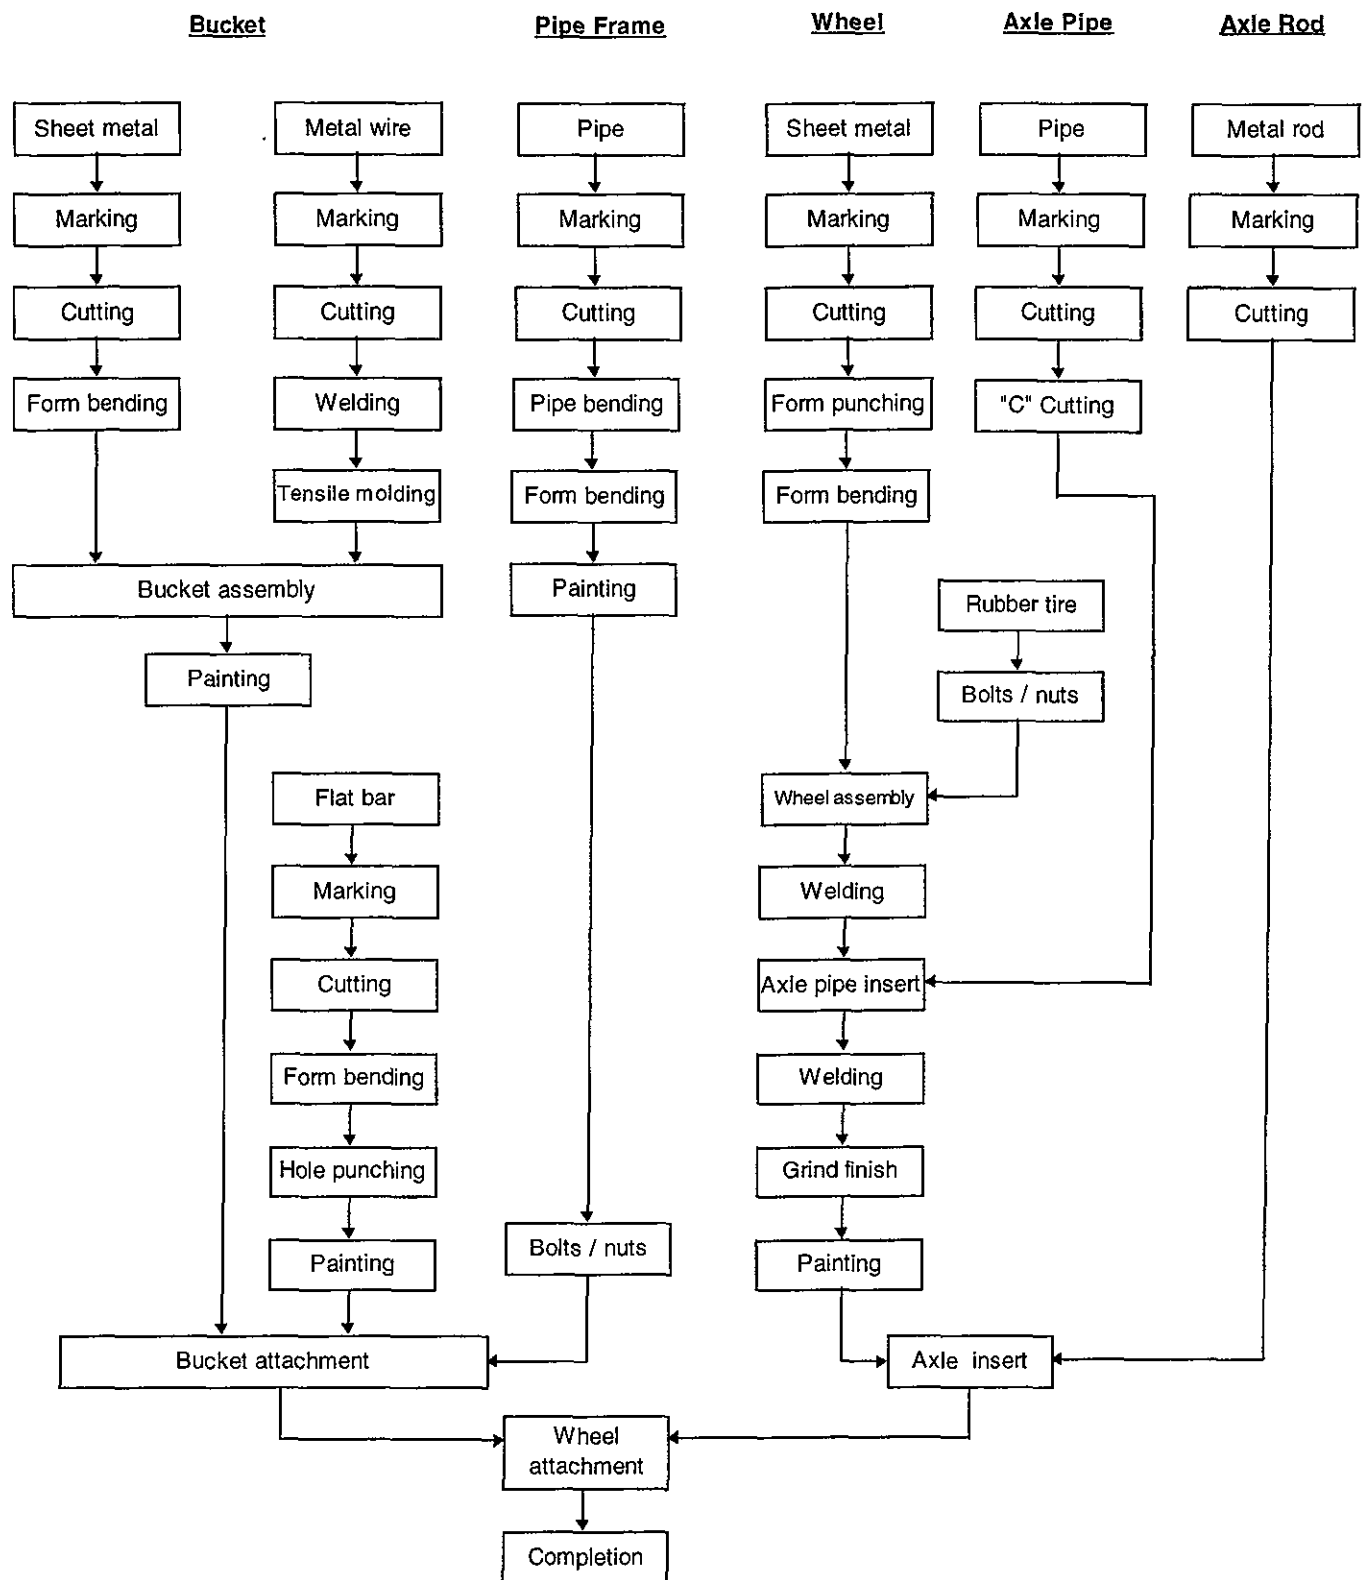 Bucket
Pipe Frame
Wheel
Axle Pipe
Axle Rod
Sheet metal
Metal wire
Pipe
Sheet metal
Pipe
Metal rod
Marking
Marking
Marking
Marking
Marking
Marking
Cutting
Cutting
Cutting
Cutting
Cutting
Cutting
Form bending
Welding
Pipe bending
Form punching
"C" Cutting
Tensile molding
Form bending
Form bending
Bucket assembly
Painting
Rubber tire
Painting
Bolts / nuts
Flat bar
Wheel assembly
Marking
Welding
Cutting
Axle pipe insert
Form bending
Welding
Hole punching
Grind finish
Bolts / nuts
Painting
Painting
Bucket attachment
Axle insert
Wheel
attachment
Completion